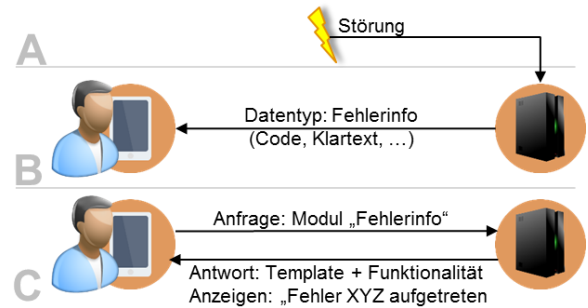 Störung
A
Datentyp: Fehlerinfo
(Code, Klartext, …)
B
Anfrage: Modul „Fehlerinfo“
C
Antwort: Template + Funktionalität
Anzeigen: „Fehler XYZ aufgetreten